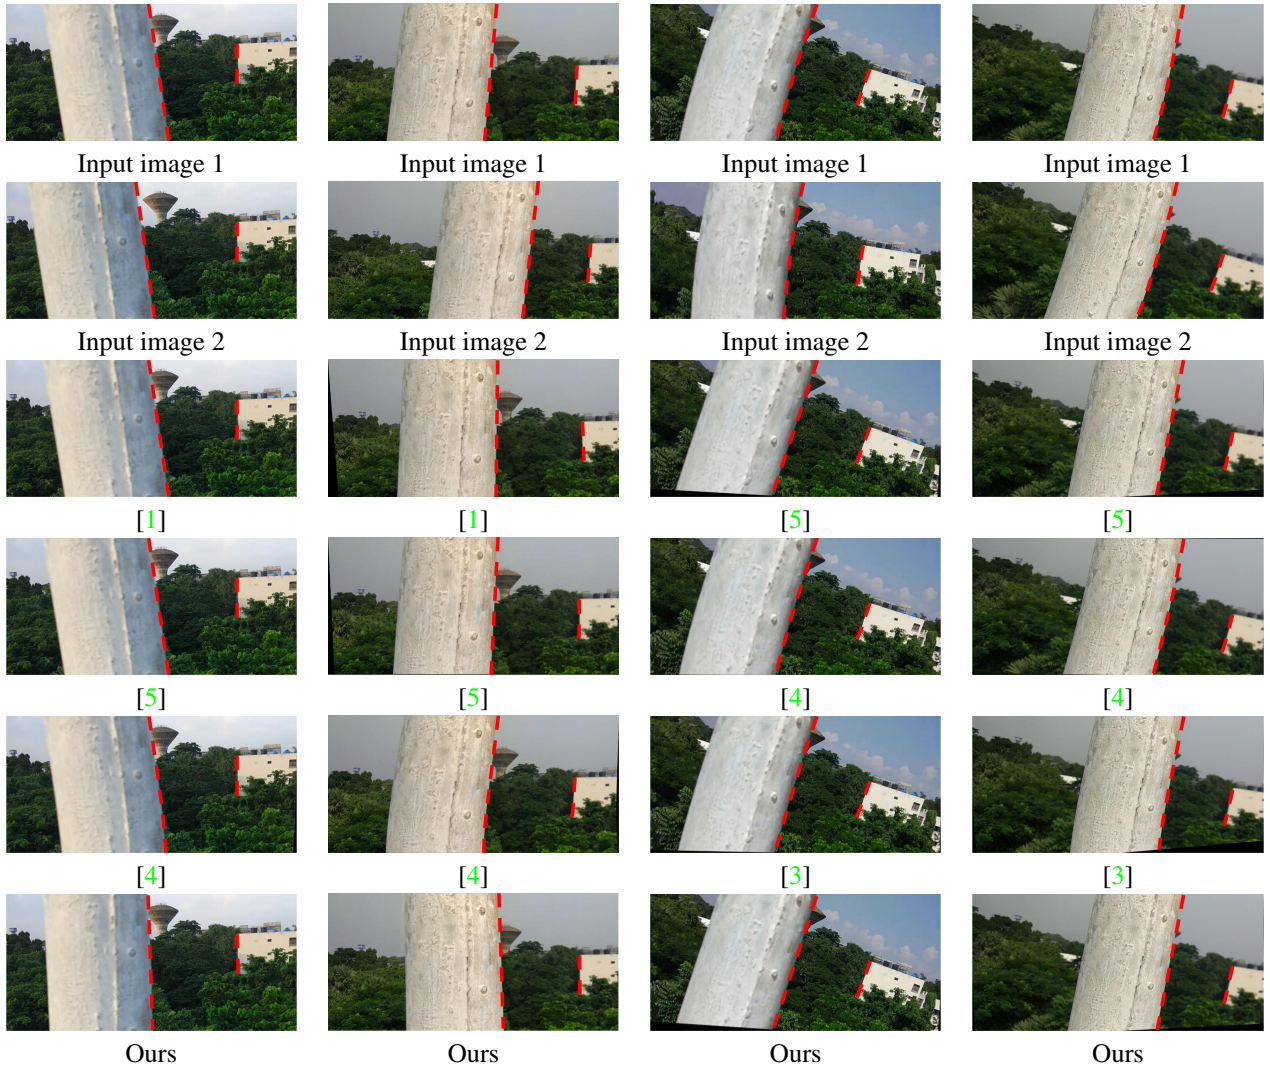 Input image 1 Input image 1 Input image 1 Input image 1
Input image 2 Input image 2 Input image 2 Input image 2
[1] [1] [5] [5]
[5] [5] [4] [4]
[4] [4] [3] [3]
Ours Ours Ours Ours